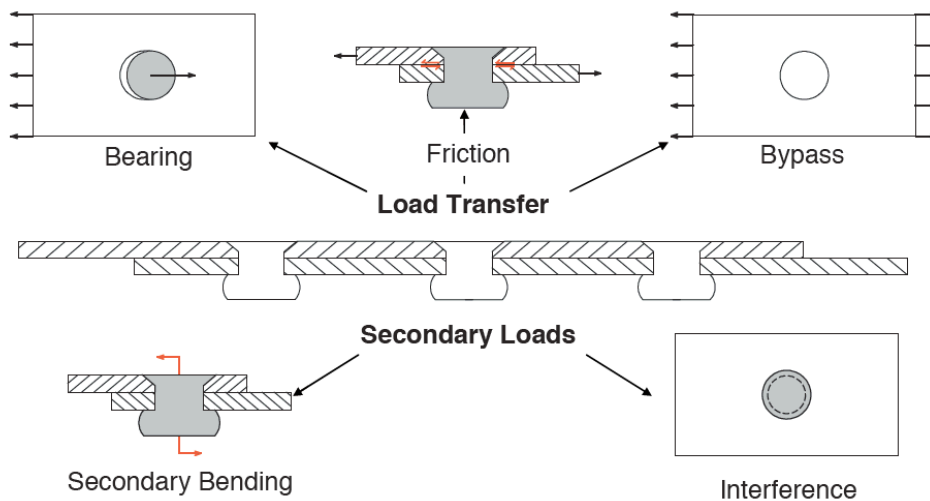 Bearing
Friction
Bypass
Load Transfer
Secondary Loads
Secondary Bending
Interference